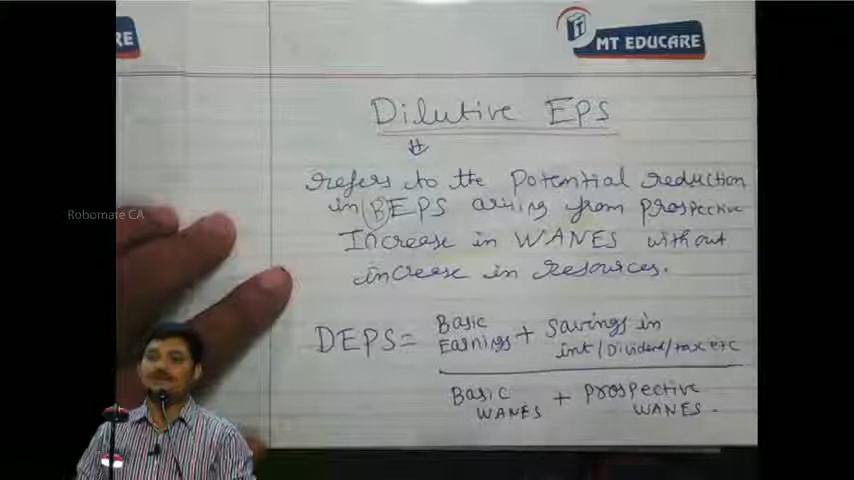 RE
MT EDUCARE
Dilutive EPS
refers to the potential reduction
in BEPS arising from prospective
Increase in WANES without
increase in resources.
DEPS = Basic Earnings + savings in int/Dividend/tax etc
Basic WANES + prospective WANES.
Robomate CA